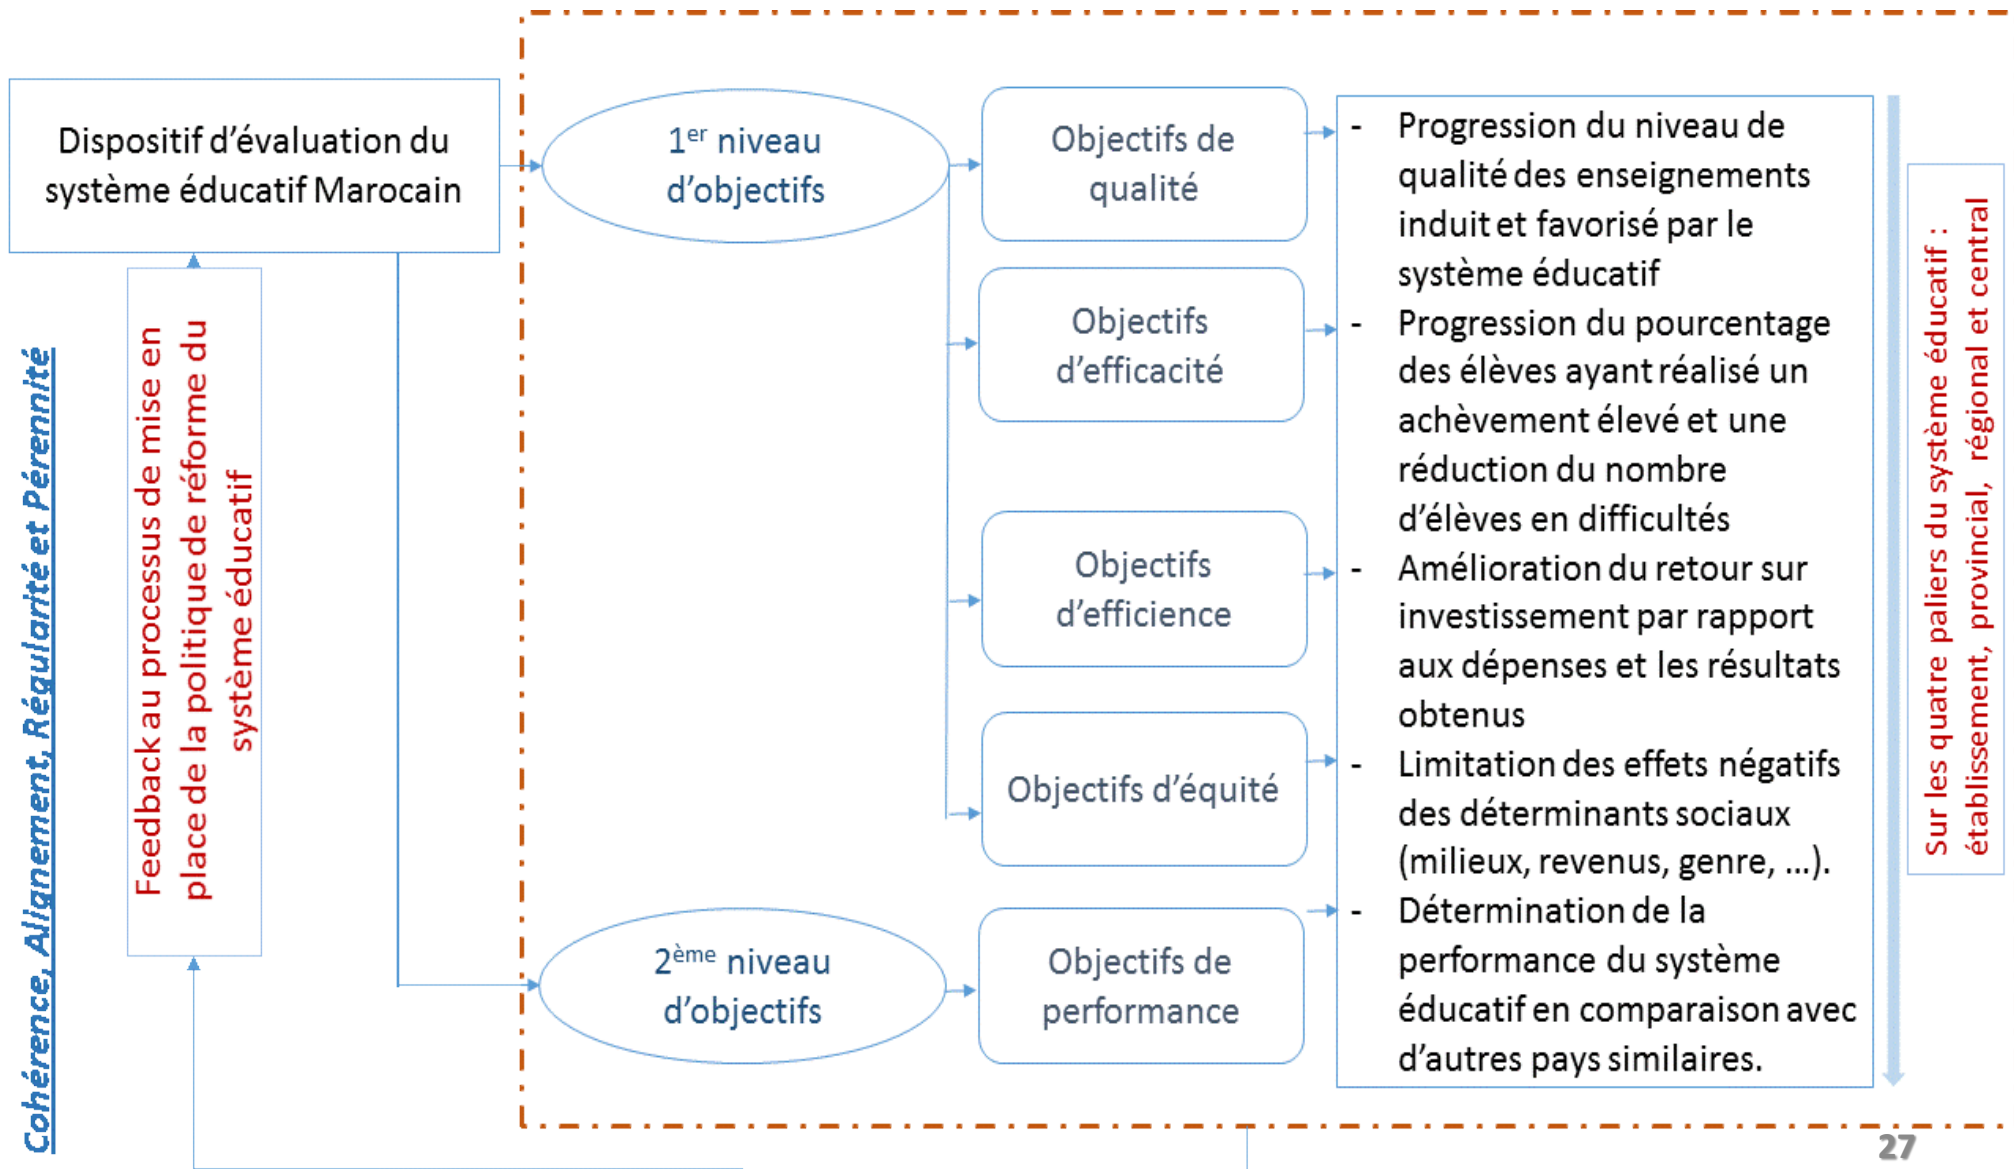 Dispositif d’évaluation du
système éducatif Marocain
1er niveau
d’objectifs
Objectifs de
qualité
Objectifs
d’efficacité
Objectifs
d’efficience
Objectifs d’équité
2ème niveau
d’objectifs
Objectifs de
performance
- Progression du niveau de
qualité des enseignements
induit et favorisé par le
système éducatif
- Progression du pourcentage
des élèves ayant réalisé un
achèvement élevé et une
réduction du nombre
d’élèves en difficultés
- Amélioration du retour sur
investissement par rapport
aux dépenses et les résultats
obtenus
- Limitation des effets négatifs
des déterminants sociaux
(milieux, revenus, genre, ...).
- Détermination de la
performance du système
éducatif en comparaison avec
d’autres pays similaires.
Sur les quatre paliers du système éducatif :
établissement, provincial, régional et central
Feedback au processus de mise en
place de la politique de réforme du
système éducatif
Cohérence, Alignement, Régularité et Pérennité
27